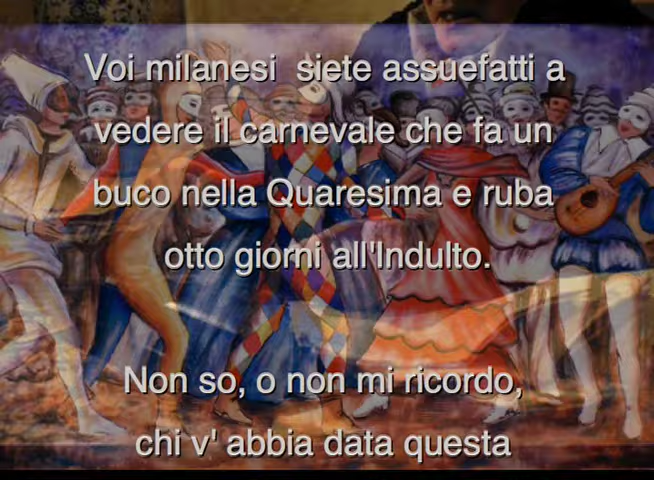 Voi milanesi siete assuefatti a
vedere il carnevale che fa un
buco nella Quaresima e ruba
otto giorni all'Indulto.
Non so, o non mi ricordo,
chi v' abbia data questa